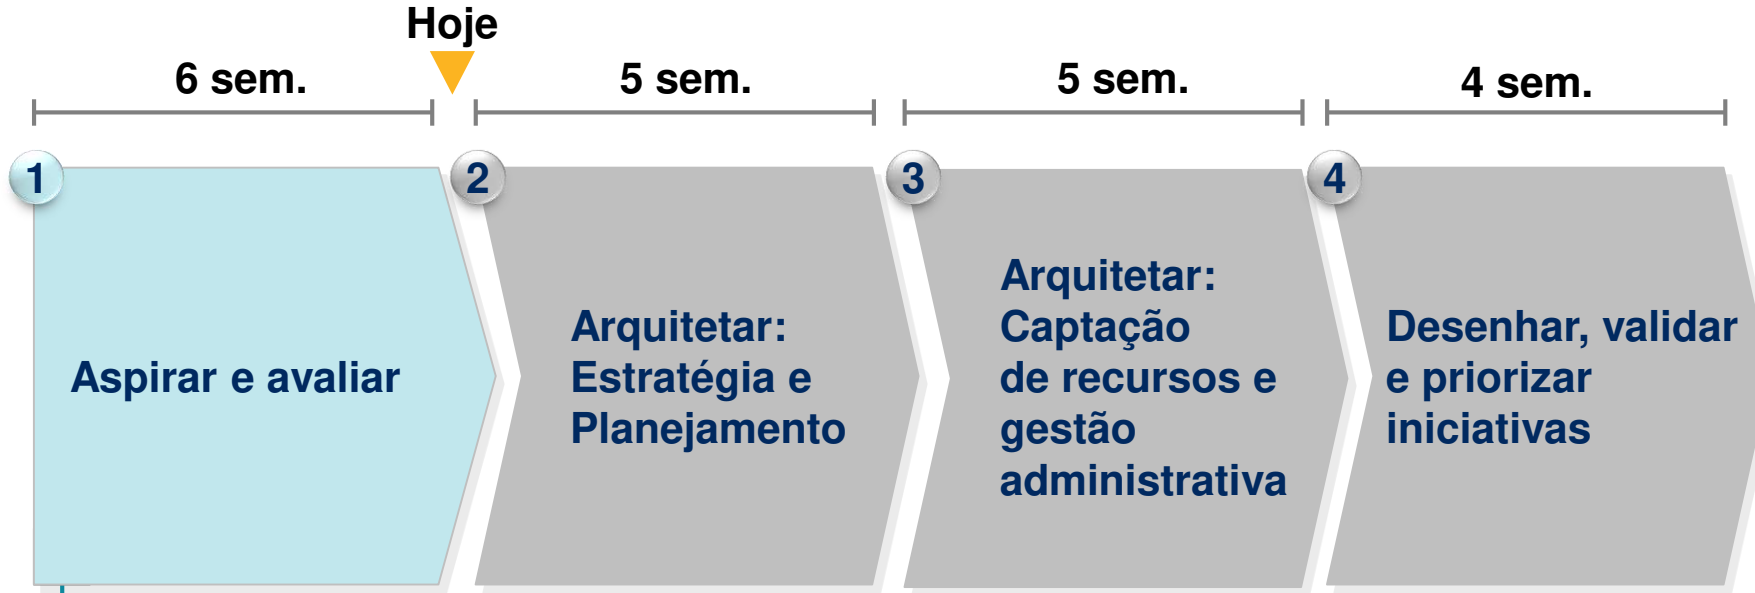 Hoje
6 sem.
5 sem.
5 sem.
4 sem.
1
Aspirar e avaliar
2
Arquitetar:
Estratégia e
Planejamento
3
Arquitetar:
Captação
de recursos e
gestão
administrativa
4
Desenhar, validar
e priorizar
iniciativas